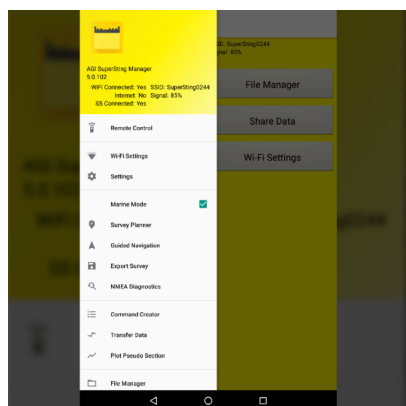 AGI SuperSting Manager
5.0.102
WiFi Connected: Yes SSID: SuperSting0244
Internet: No Signal: 85%
SS Connected: Yes
Remote Control
Wi-Fi Settings
Settings
Marine Mode
Survey Planner
Guided Navigation
Export Survey
NMEA Diagnostics
Command Creator
Transfer Data
Plot Pseudo Section
File Manager
ID: SuperSting0244
gnal: 85%
File Manager
Share Data
Wi-Fi Settings